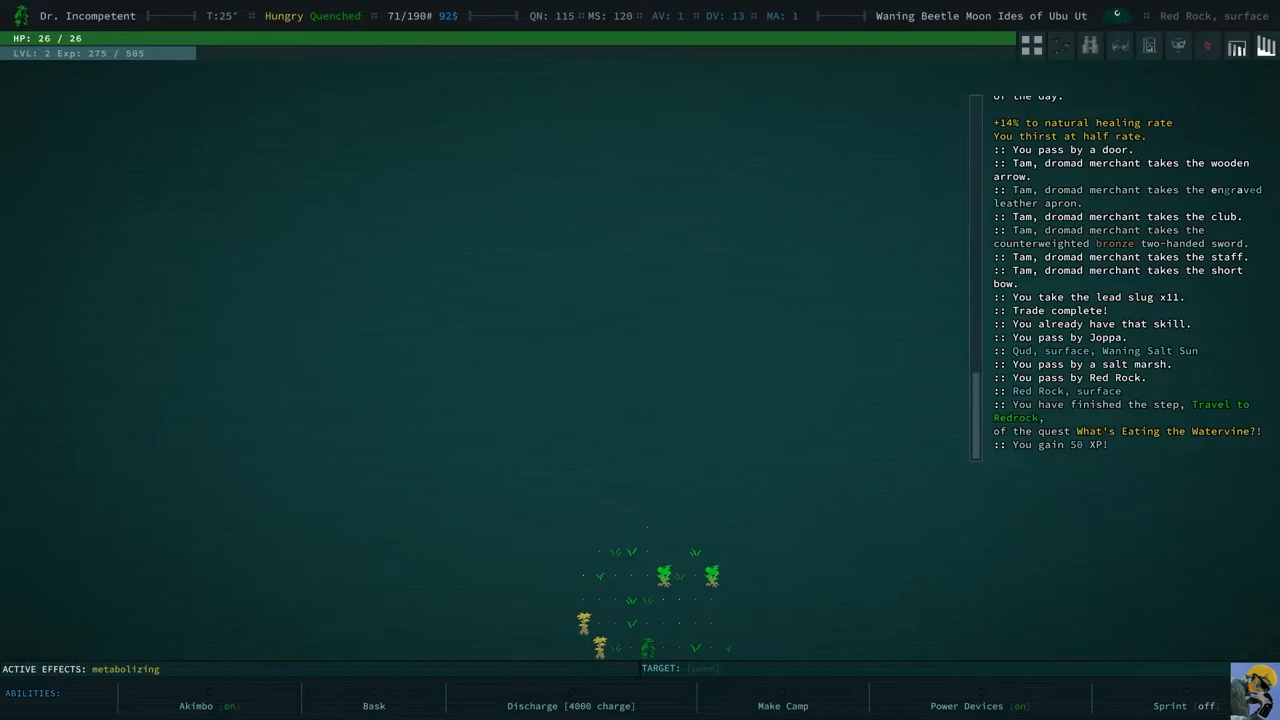 Dr. Incompetent T:25° :: Hungry Quenched :: 71/190# 92$ QN: 115 :: MS: 120 :: AV: 1 :: DV: 13 :: MA: 1 Waning Beetle Moon Ides of Ubu Ut :: Red Rock, surface
HP: 26 / 26
LVL: 2 Exp: 275 / 505
of the day.
+14% to natural healing rate
You thirst at half rate.
:: You pass by a door.
:: Tam, dromad merchant takes the wooden
arrow.
:: Tam, dromad merchant takes the engraved
leather apron.
:: Tam, dromad merchant takes the club.
:: Tam, dromad merchant takes the
counterweighted bronze two-handed sword.
:: Tam, dromad merchant takes the staff.
:: Tam, dromad merchant takes the short
bow.
:: You take the lead slug x11.
:: Trade complete!
:: You already have that skill.
:: You pass by Joppa.
:: Qud, surface, Waning Salt Sun
:: You pass by a salt marsh.
:: You pass by Red Rock.
:: Red Rock, surface
:: You have finished the step, Travel to
Redrock,
of the quest What's Eating the Watervine?!
:: You gain 50 XP!
ACTIVE EFFECTS: metabolizing
TARGET: [none]
ABILITIES: Akimbo [on] Bask Discharge [4000 charge] Make Camp Power Devices [on] Sprint [off]